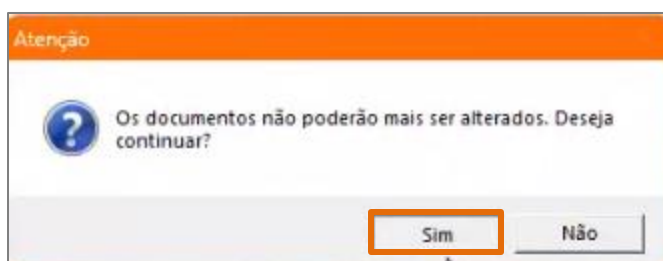 Atenção
Os documentos não poderão mais ser alterados. Deseja
continuar?
Sim
Não